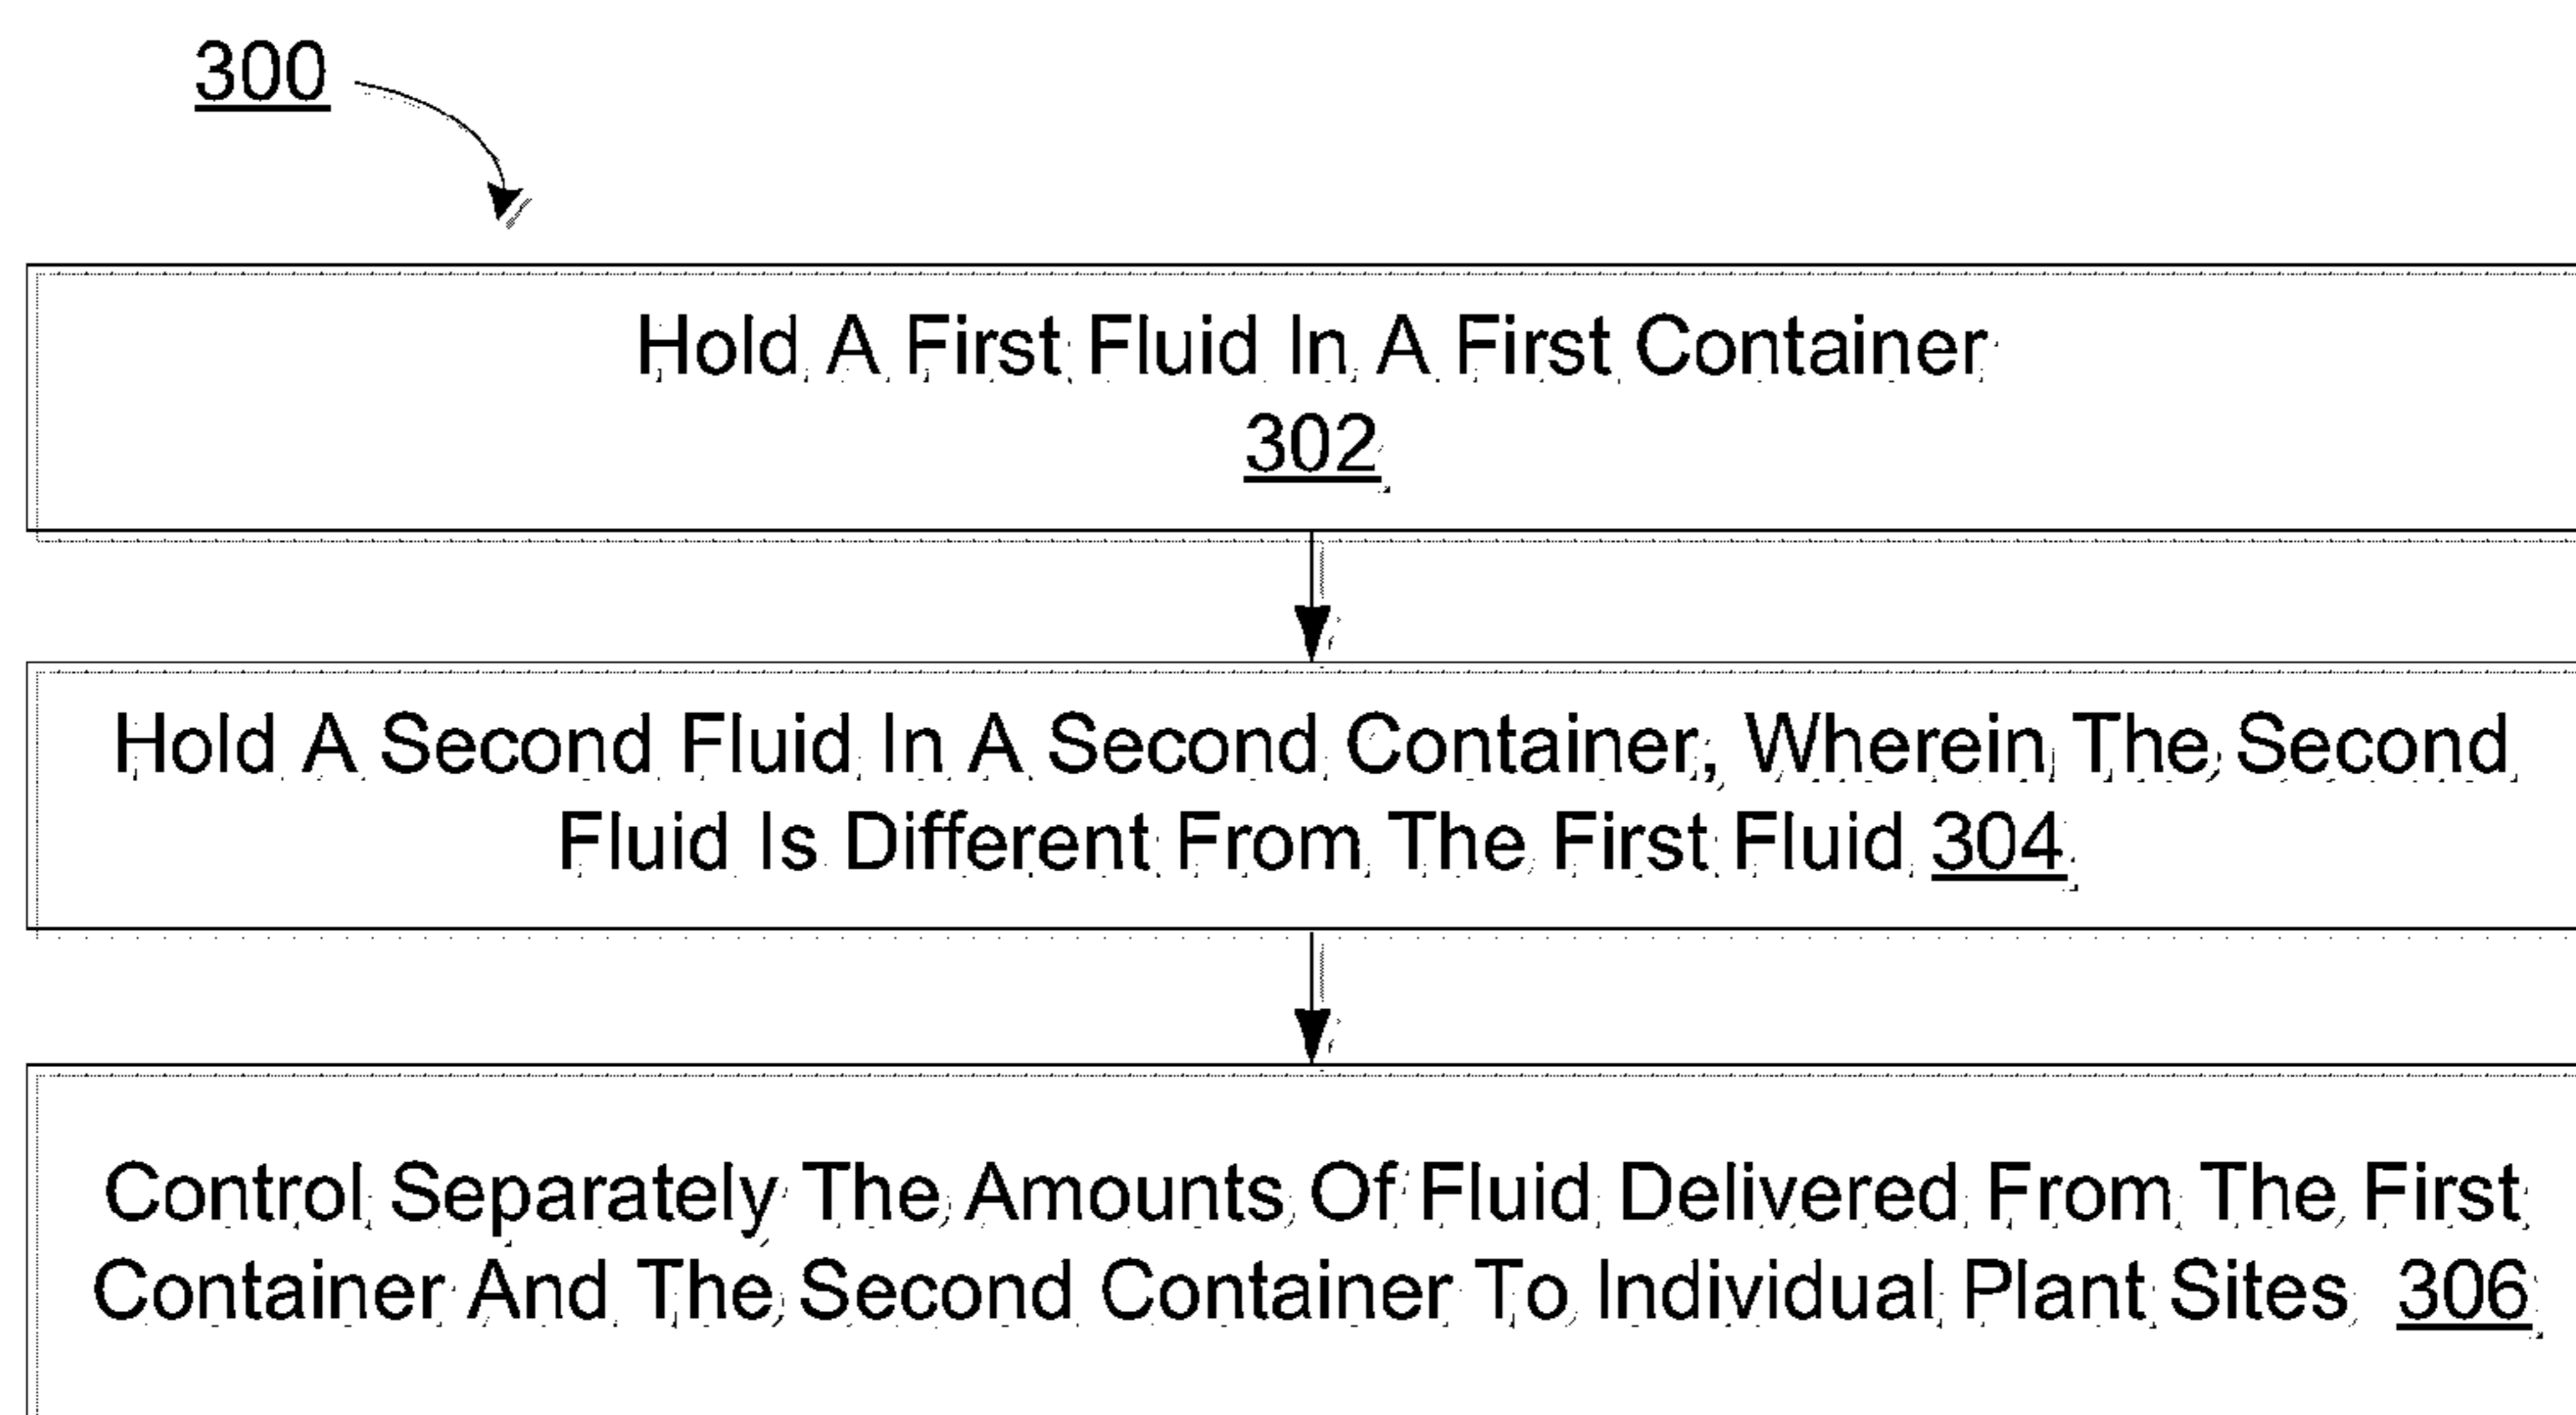 300
Hold A First Fluid In A First Container
302
Hold A Second Fluid In A Second Container, Wherein The Second
Fluid Is Different From The First Fluid 304
Control Separately The Amounts Of Fluid Delivered From The First
Container And The Second Container To Individual Plant Sites 306